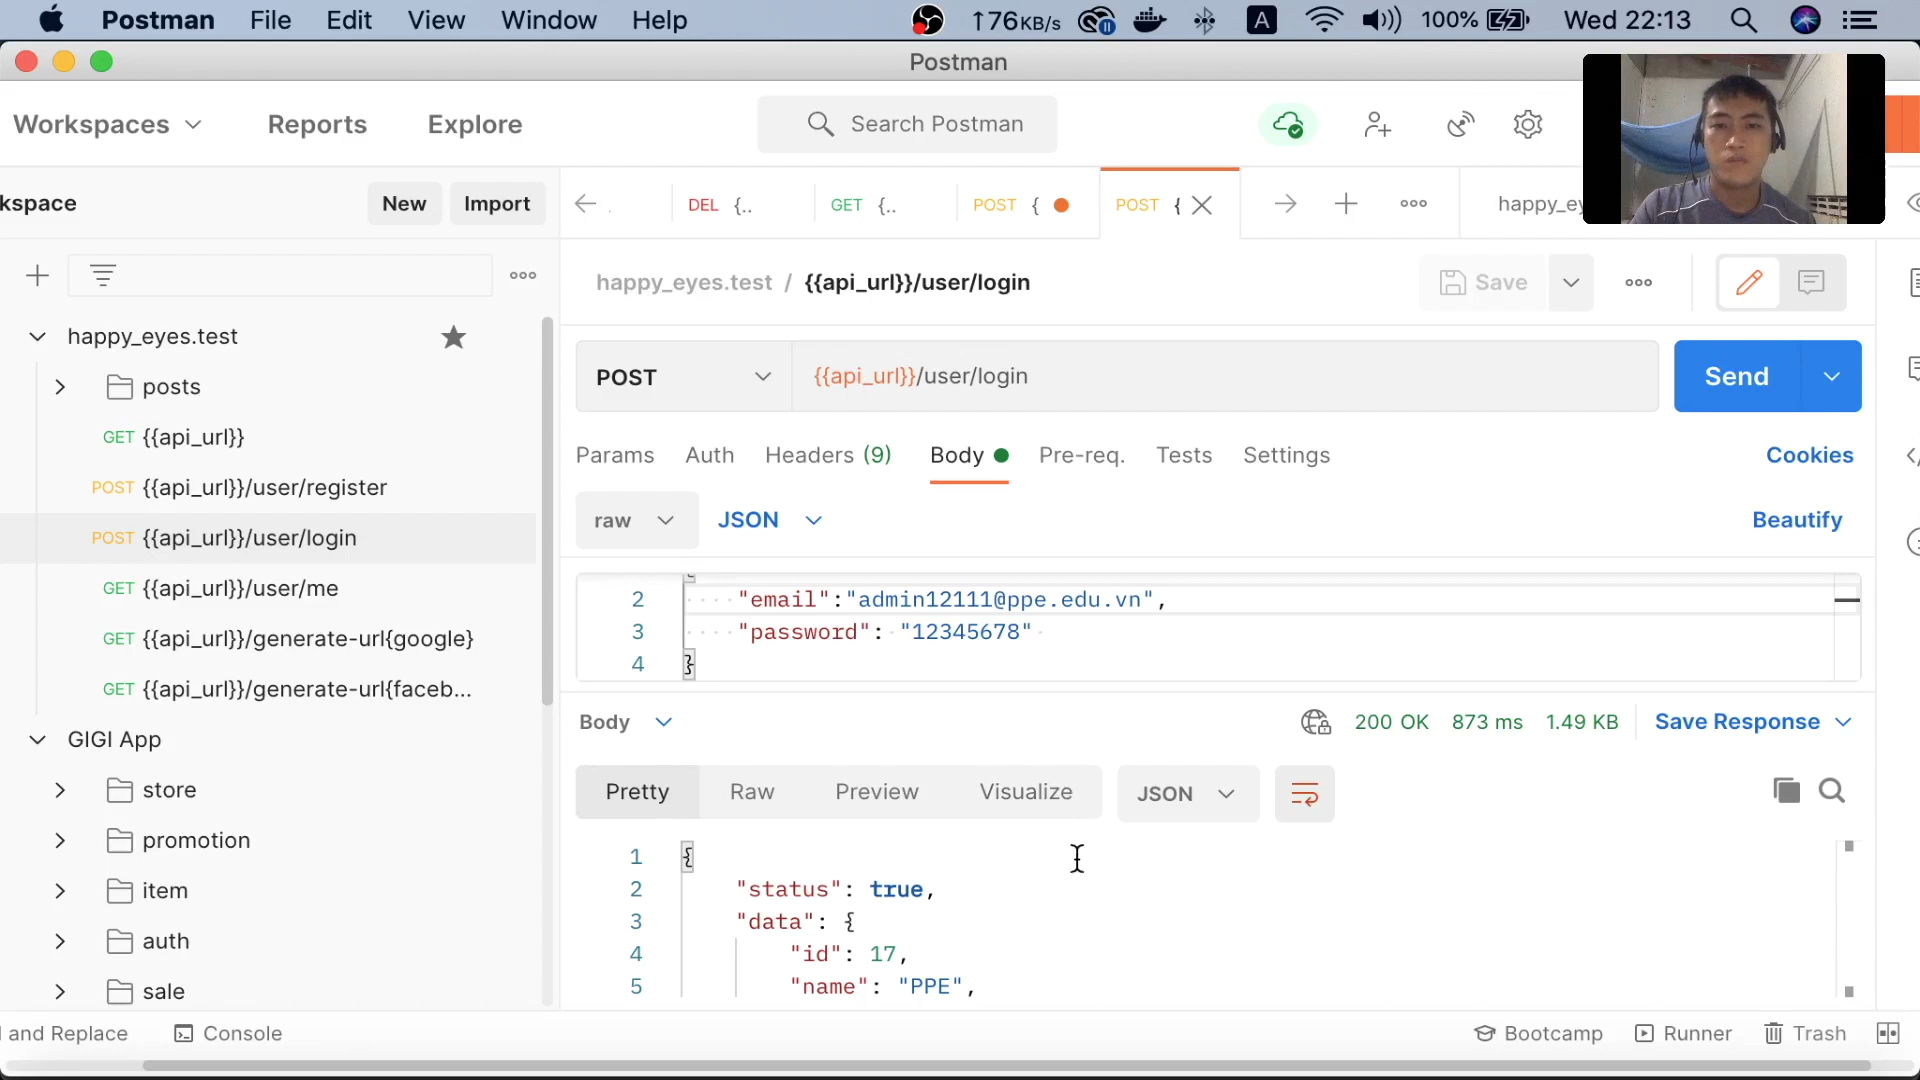 Postman File Edit View Window Help ↑76KB/s A 100% Wed 22:13
Postman
Workspaces Reports Explore Search Postman
kspace New Import DEL {.. GET {.. POST { POST { happy_ey
happy_eyes.test / {{api_url}}/user/login Save
happy_eyes.test
posts
GET {{api_url}}
POST {{api_url}}/user/register
POST {{api_url}}/user/login
GET {{api_url}}/user/me
GET {{api_url}}/generate-url{google}
GET {{api_url}}/generate-url{faceb...
GIGI App
store
promotion
item
auth
sale
POST {{api_url}}/user/login Send
Params Auth Headers (9) Body Pre-req. Tests Settings Cookies
raw JSON Beautify
2 "email":"admin12111@ppe.edu.vn",
3 "password": "12345678"
4 }
Body 200 OK 873 ms 1.49 KB Save Response
Pretty Raw Preview Visualize JSON
1 {
2 "status": true,
3 "data": {
4 "id": 17,
5 "name": "PPE",
and Replace Console Bootcamp Runner Trash